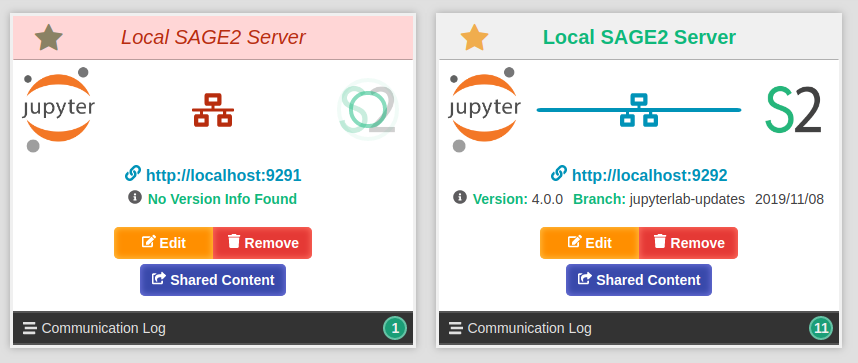 Local SAGE2 Server
jupyter
S2
http://localhost:9291
No Version Info Found
Edit
Remove
Shared Content
Communication Log
1
Local SAGE2 Server
jupyter
S2
http://localhost:9292
Version: 4.0.0 Branch: jupyterlab-updates 2019/11/08
Edit
Remove
Shared Content
Communication Log
11